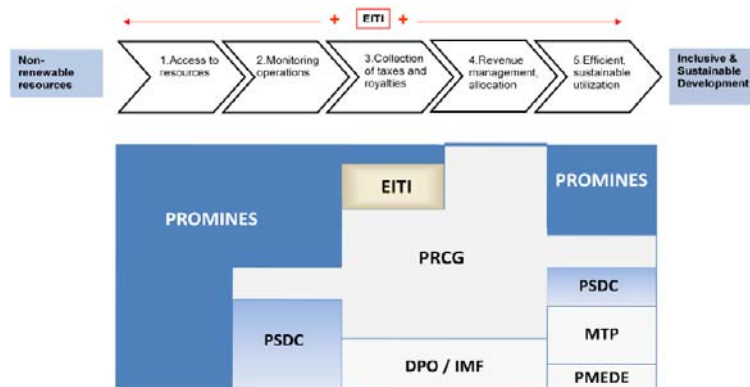 + EITI +
Non-
renewable
resources
1.Access to
resources
2.Monitoring
operations
3.Collection
of taxes and
royalties
4.Revenue
management,
allocation
5.Efficient,
sustainable
utilization
Inclusive &
Sustainable
Development
PROMINES
EITI
PROMINES
PRCG
PSDC
PSDC
MTP
DPO / IMF
PMEDE